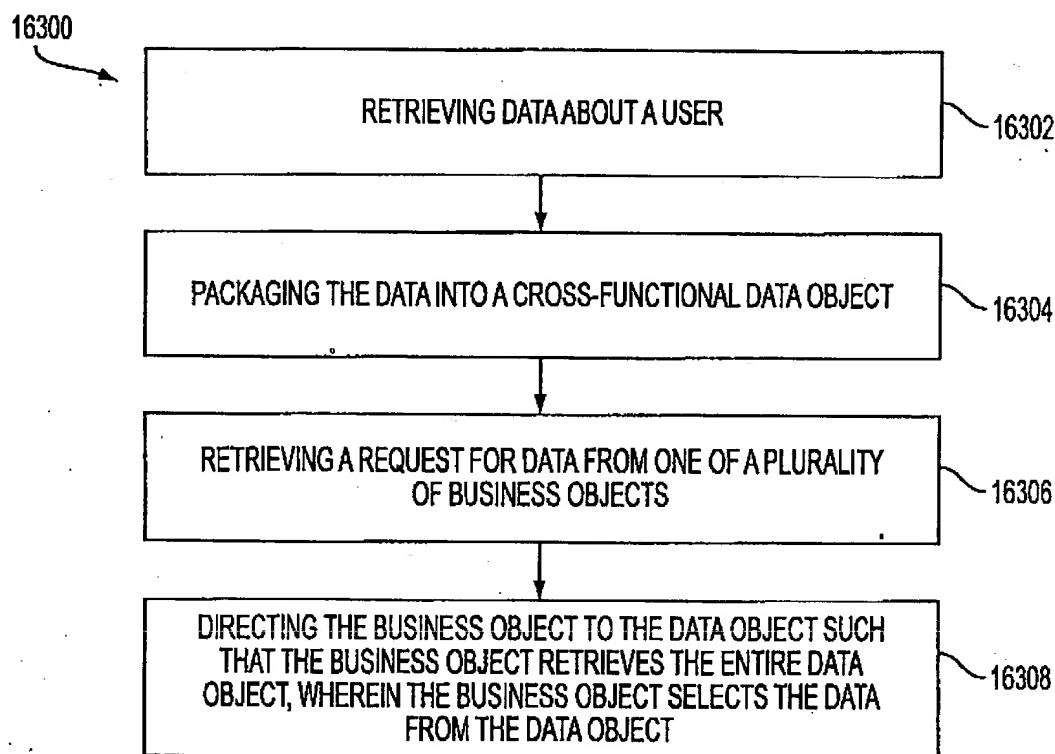 16300
RETRIEVING DATA ABOUT A USER
16302
PACKAGING THE DATA INTO A CROSS-FUNCTIONAL DATA OBJECT
16304
RETRIEVING A REQUEST FOR DATA FROM ONE OF A PLURALITY
OF BUSINESS OBJECTS
16306
DIRECTING THE BUSINESS OBJECT TO THE DATA OBJECT SUCH
THAT THE BUSINESS OBJECT RETRIEVES THE ENTIRE DATA
OBJECT, WHEREIN THE BUSINESS OBJECT SELECTS THE DATA
FROM THE DATA OBJECT
16308